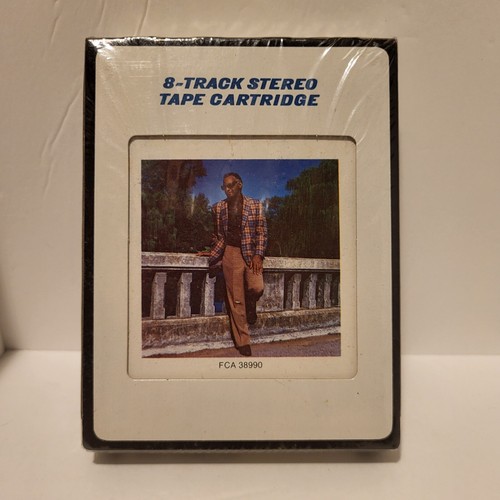 8-TRACK STEREO
TAPE CARTRIDGE
FCA 38990